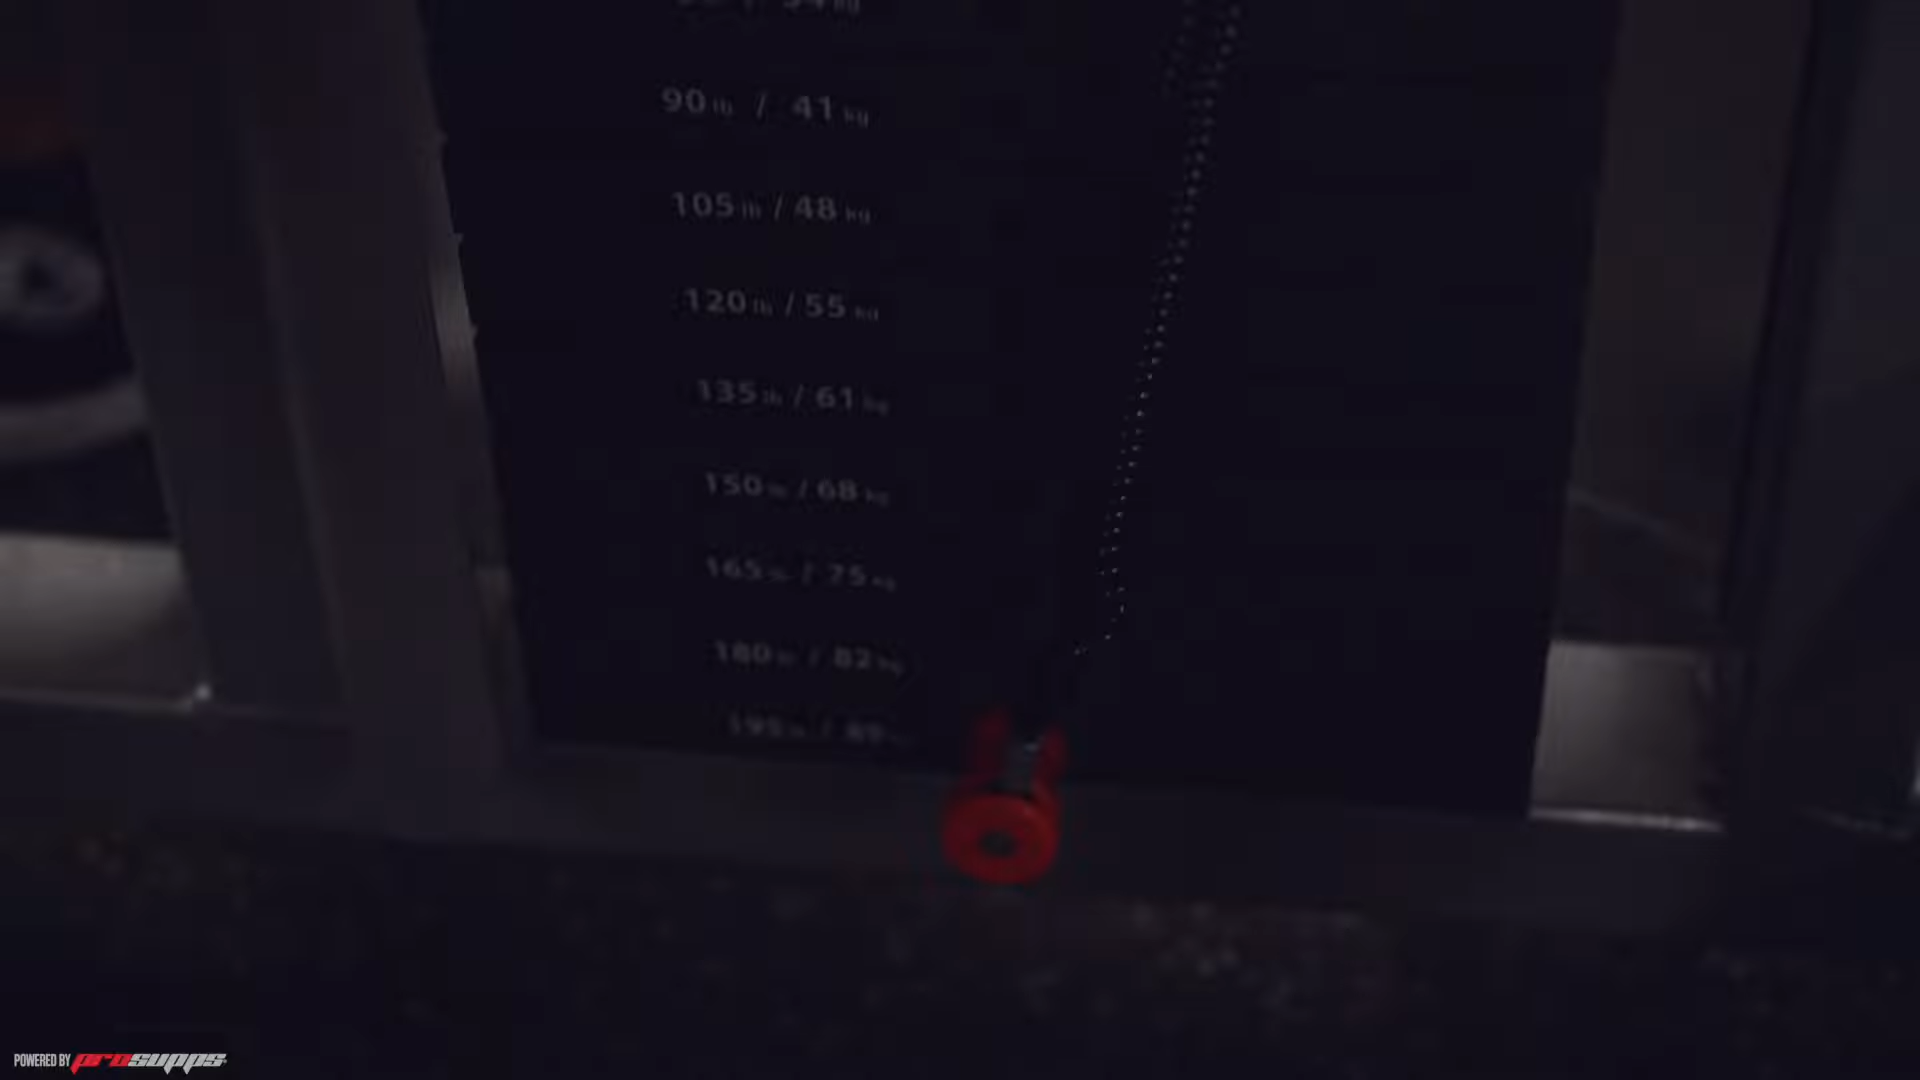 90 lb / 41 kg
105 lb / 48 kg
120 lb / 55 kg
135 lb / 61 kg
150 lb / 68 kg
165 lb / 75 kg
180 lb / 82 kg
195
POWERED BY prosupps